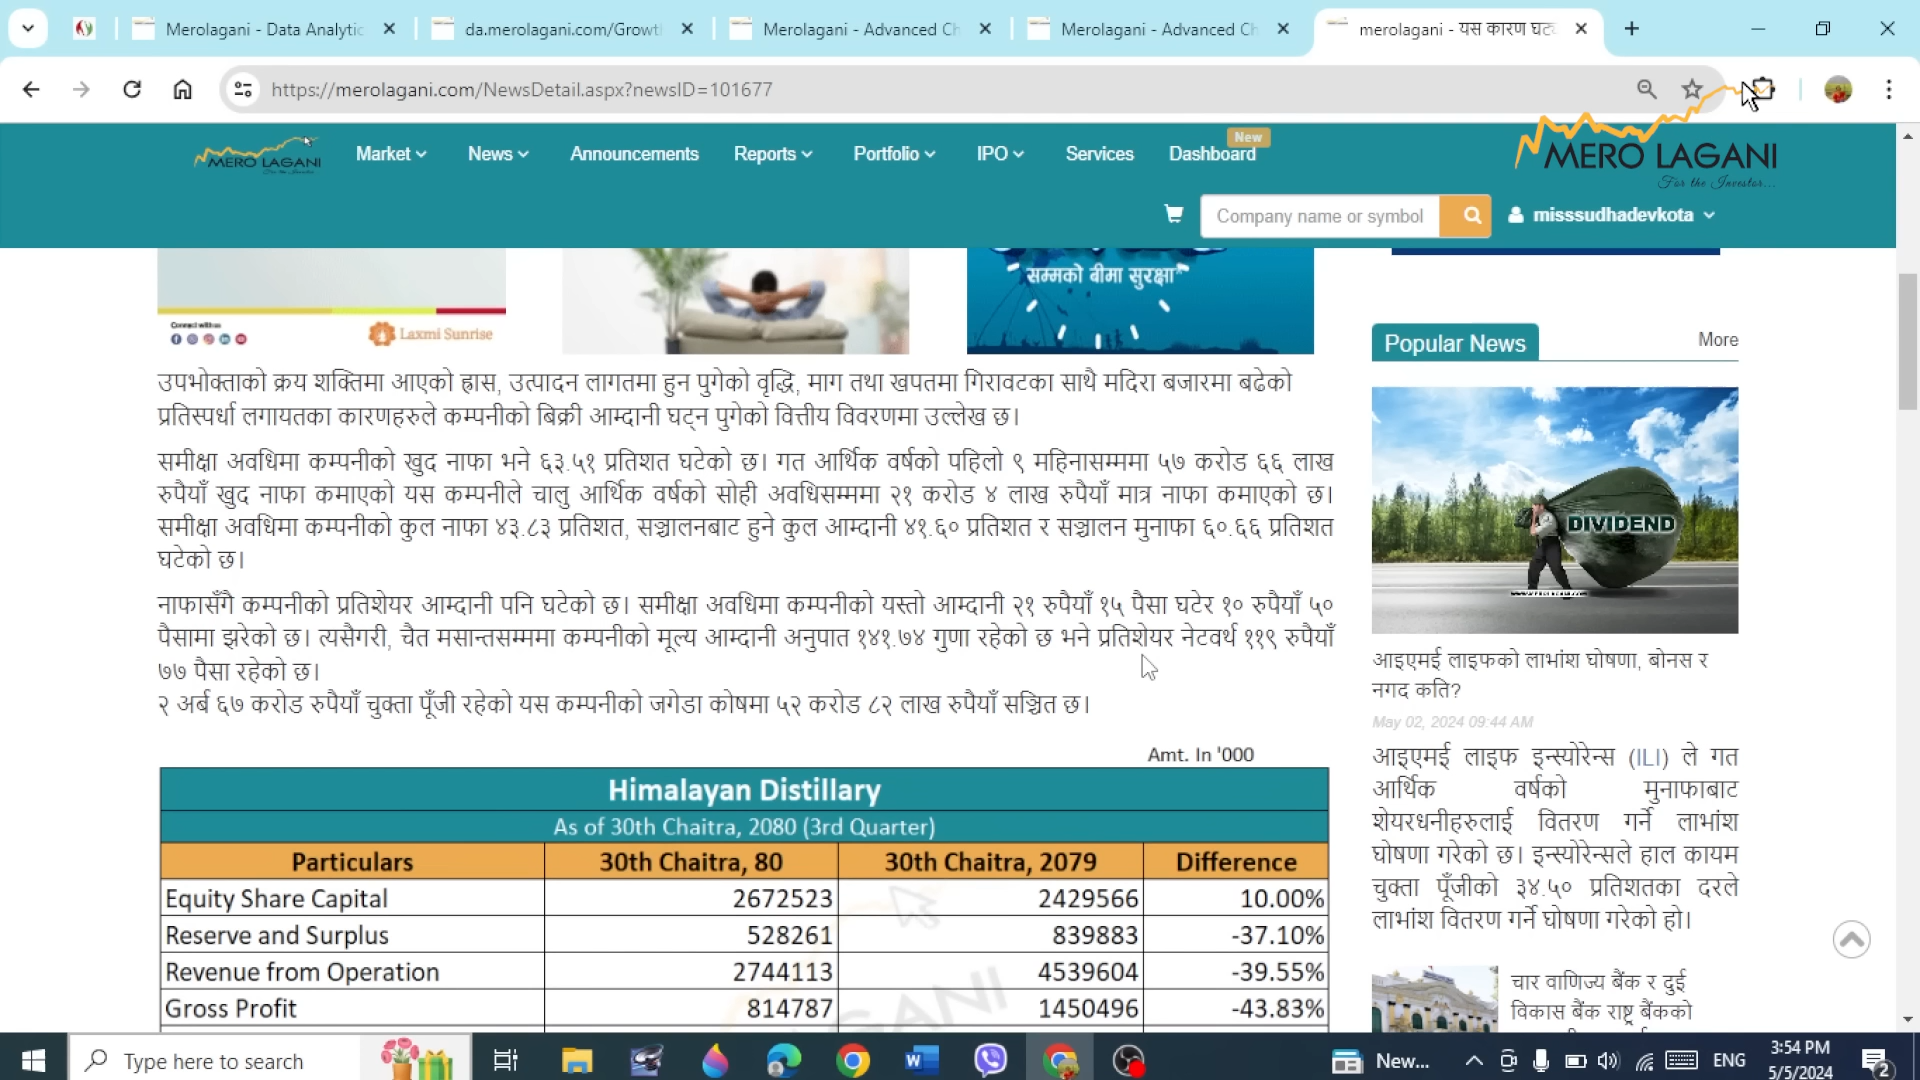 Merolagani - Data Analytic
da.merolagani.com/Growt
Merolagani - Advanced Ch
Merolagani - Advanced Ch
merolagani - यस कारण घट
https://merolagani.com/NewsDetail.aspx?newsID=101677
MERO LAGANI
For the Investor...
Market
News
Announcements
Reports
Portfolio
IPO
Services
Dashboard
New
MERO LAGANI
For the Investor...
Company name or symbol
misssudhadevkota
Connect with us
Laxmi Sunrise
सम्मको बीमा सुरक्षा*
उपभोक्ताको क्रय शक्तिमा आएको ह्रास, उत्पादन लागतमा हुन पुगेको वृद्धि, माग तथा खपतमा गिरावटका साथै मदिरा बजारमा बढेको
प्रतिस्पर्धा लगायतका कारणहरुले कम्पनीको बिक्री आम्दानी घट्न पुगेको वित्तीय विवरणमा उल्लेख छ।
समीक्षा अवधिमा कम्पनीको खुद नाफा भने ६३.५१ प्रतिशत घटेको छ। गत आर्थिक वर्षको पहिलो ९ महिनासम्ममा ५७ करोड ६६ लाख
रुपैयाँ खुद नाफा कमाएको यस कम्पनीले चालु आर्थिक वर्षको सोही अवधिसम्ममा २१ करोड ४ लाख रुपैयाँ मात्र नाफा कमाएको छ।
समीक्षा अवधिमा कम्पनीको कुल नाफा ४३.८३ प्रतिशत, सञ्चालनबाट हुने कुल आम्दानी ४१.६० प्रतिशत र सञ्चालन मुनाफा ६०.६६ प्रतिशत
घटेको छ।
नाफासँगै कम्पनीको प्रतिशेयर आम्दानी पनि घटेको छ। समीक्षा अवधिमा कम्पनीको यस्तो आम्दानी २१ रुपैयाँ १५ पैसा घटेर १० रुपैयाँ ५०
पैसामा झरेको छ। त्यसैगरी, चैत मसान्तसम्ममा कम्पनीको मूल्य आम्दानी अनुपात १४१.७४ गुणा रहेको छ भने प्रतिशेयर नेटवर्थ ११९ रुपैयाँ
७७ पैसा रहेको छ।
२ अर्ब ६७ करोड रुपैयाँ चुक्ता पूँजी रहेको यस कम्पनीको जगेडा कोषमा ५२ करोड ८२ लाख रुपैयाँ सञ्चित छ।
Amt. In '000
Himalayan Distillary
As of 30th Chaitra, 2080 (3rd Quarter)
Particulars 30th Chaitra, 80 30th Chaitra, 2079 Difference
Equity Share Capital 2672523 2429566 10.00%
Reserve and Surplus 528261 839883 -37.10%
Revenue from Operation 2744113 4539604 -39.55%
Gross Profit 814787 1450496 -43.83%
Popular News
More
DIVIDEND
आइएमई लाइफको लाभांश घोषणा, बोनस र
नगद कति?
May 02, 2024 09:44 AM
आइएमई लाइफ इन्स्योरेन्स (ILI) ले गत
आर्थिक वर्षको मुनाफाबाट
शेयरधनीहरुलाई वितरण गर्ने लाभांश
घोषणा गरेको छ। इन्स्योरेन्सले हाल कायम
चुक्ता पूँजीको ३४.५० प्रतिशतका दरले
लाभांश वितरण गर्ने घोषणा गरेको हो।
चार वाणिज्य बैंक र दुई
विकास बैंक राष्ट्र बैंकको
Type here to search
New...
ENG
3:54 PM
5/5/2024
2